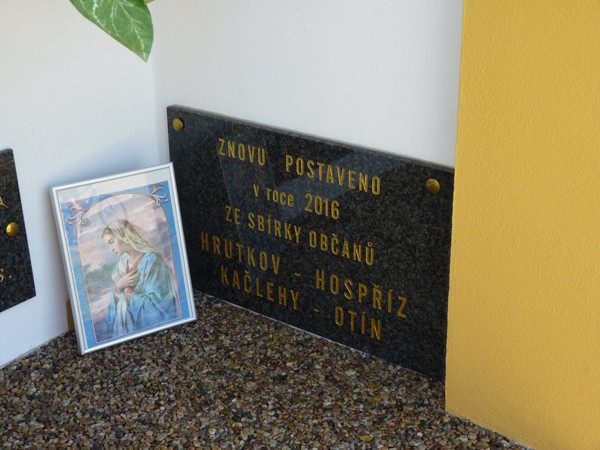 ZNOVU POSTAVENO
v roce 2016
ZE SBÍRKY OBČANŮ
HRUTKOV - HOSPŘÍZ
KAČLEHY - OTÍN